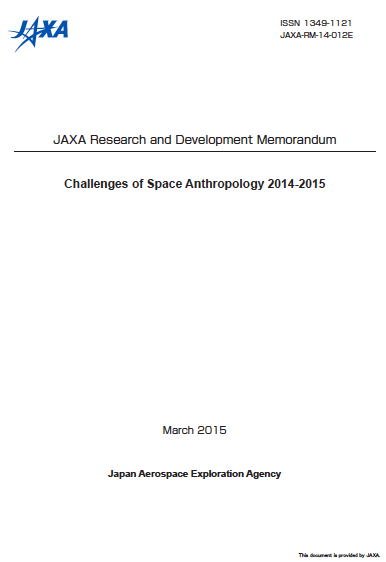 JAXA
ISSN 1349-1121
JAXA-RM-14-012E
JAXA Research and Development Memorandum
Challenges of Space Anthropology 2014-2015
March 2015
Japan Aerospace Exploration Agency
This document is provided by JAXA.